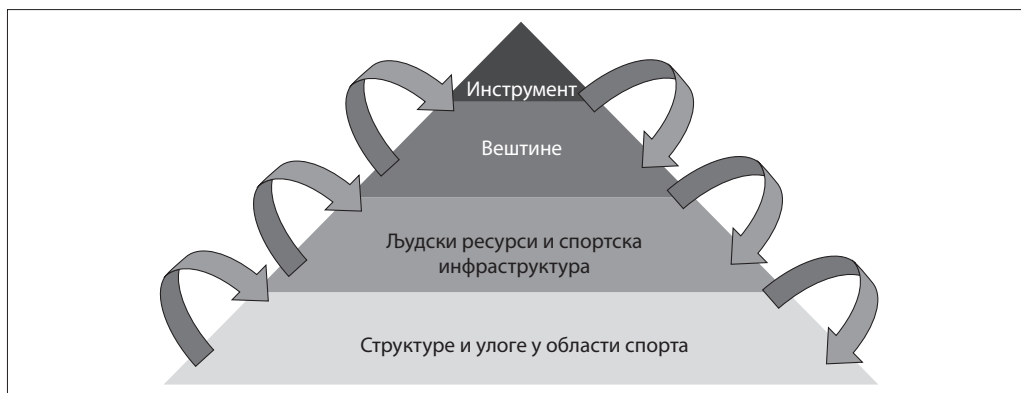 Инструмент
Вештине
Људски ресурси и спортска
инфраструктура
Структуре и улоге у области спорта